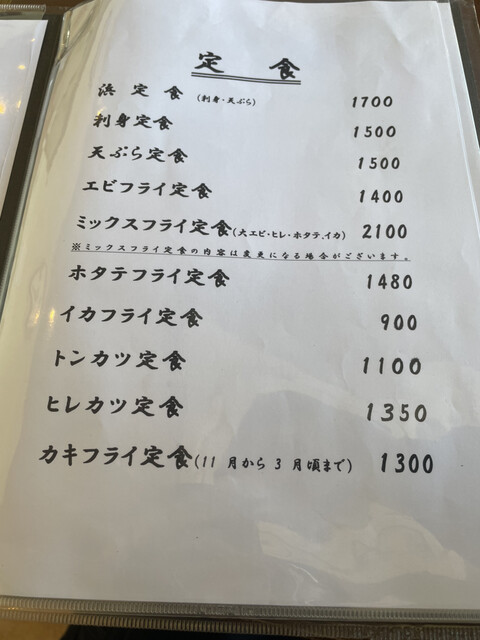 定食
浜定食 (刺身・天ぷら) 1700
刺身定食 1500
天ぷら定食 1500
エビフライ定食 1400
ミックスフライ定食(大エビ・ヒレ・ホタテ.イカ) 2100
※ミックスフライ定食の内容は変更になる場合がございます。
ホタテフライ定食 1480
イカフライ定食 900
トンカツ定食 1100
ヒレカツ定食 1350
カキフライ定食(11 月から 3 月頃まで) 1300